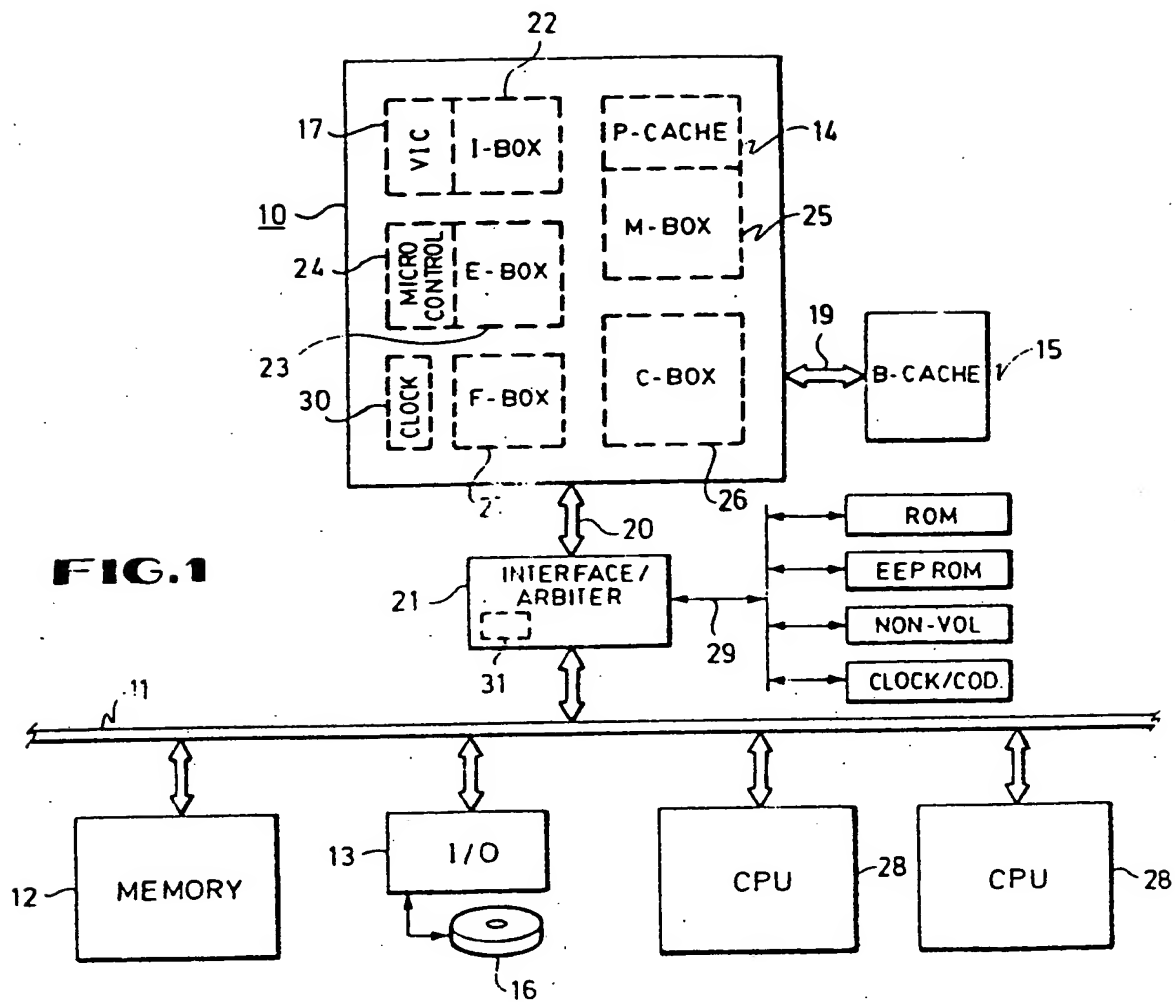 22
17
VIC
I-BOX
P-CACHE
14
10
M-BOX
25
24
MICRO
CONTROL
E-BOX
23
19
15
B-CACHE
C-BOX
30
CLOCK
F-BOX
2
26
20
ROM
FIG.1
21
INTERFACE/
ARBITER
EEPROM
29
NON-VOL
31
CLOCK/COD.
11
13
I/O
12
MEMORY
CPU
28
CPU
28
16